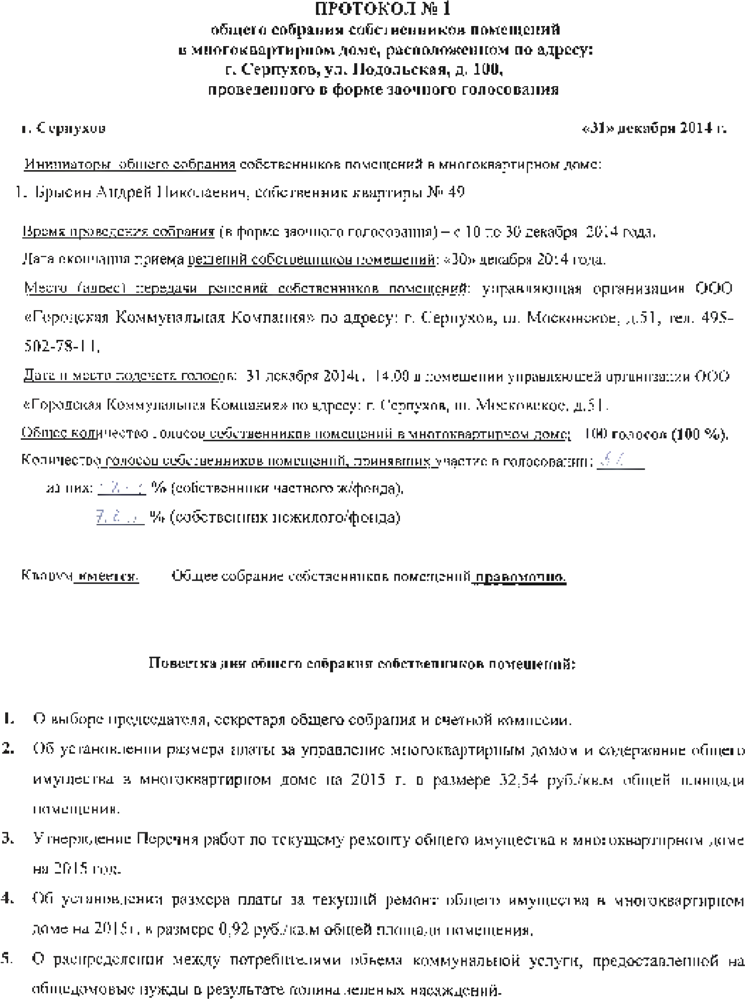 ПРОТОКОЛ № 1
общего собрания собственников помещений
в многоквартирном доме, расположенном по адресу:
г. Серпухов, ул. Подольская, д. 100,
проведенного в форме заочного голосования
г. Серпухов «31» декабря 2014 г.
Инициаторы общего собрания собственников помещений в многоквартирном доме:
1. Андрей Николаевич, собственник квартиры № 49
Время проведения собрания (в форме заочного голосования) – с 10 по 30 декабря 2014 года.
Дата окончания приема решений собственников помещений: «30» декабря 2014 года.
Место (адрес) передачи решений собственников помещений: управляющая организация ООО
«Городская Коммунальная Компания» по адресу: г. Серпухов, ш. Московское, д.51, тел. 495-
502-78-11.
Дата и место подсчета голосов: 31 декабря 2014г. 14.00 в помещении управляющей организации ООО
«Городская Коммунальная Компания» по адресу: г. Серпухов, ш. Московское, д.51.
Общее количество голосов собственников помещений в многоквартирном доме: 100 голосов (100 %).
Количество голосов собственников помещений, принявших участие в голосовании:
из них: % (собственники частного ж/фонда),
% (собственник нежилого/фонда)
Кворум имеется. Общее собрание собственников помещений правомочно.
Повестка дня общего собрания собственников помещений:
1. О выборе председателя, секретаря общего собрания и счетной комиссии.
2. Об установлении размера платы за управление многоквартирным домом и содержание общего
имущества в многоквартирном доме на 2015 г. в размере 32,54 руб./кв.м общей площади
помещения.
3. Утверждение Перечня работ по текущему ремонту общего имущества в многоквартирном доме
на 2015 год.
4. Об установлении размера платы за текущий ремонт общего имущества в многоквартирном
доме на 2015г. в размере 0,92 руб./кв.м общей площади помещения.
5. О распределении между потребителями объема коммунальной услуги, предоставленной на
общедомовые нужды в результате полива зеленых насаждений.